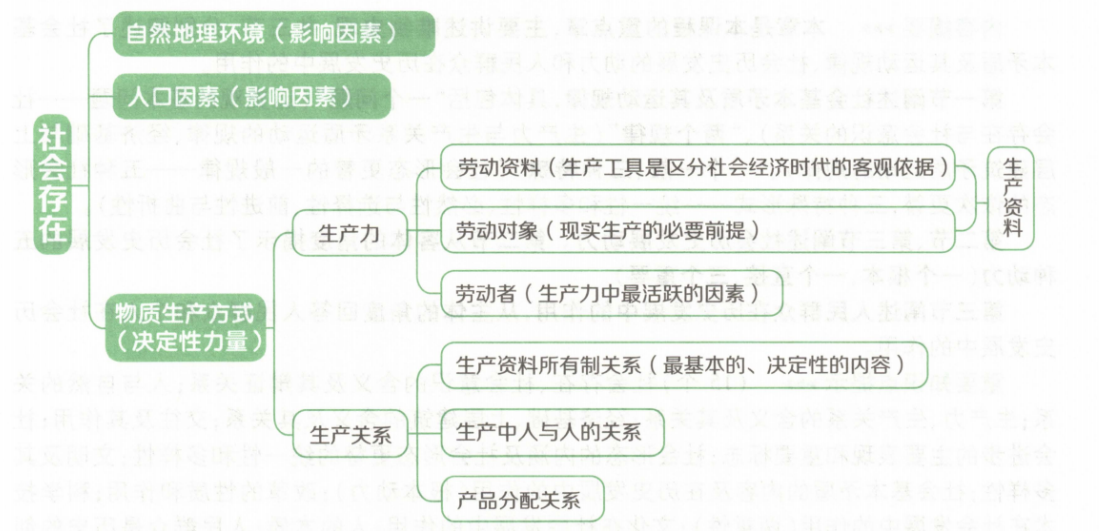 社会存在
自然地理环境（影响因素）
人口因素（影响因素）
物质生产方式
（决定性力量）
生产力
劳动资料（生产工具是区分社会经济时代的客观依据）
劳动对象（现实生产的必要前提）
劳动者（生产力中最活跃的因素）
生产资料
生产关系
生产资料所有制关系（最基本的、决定性的内容）
生产中人与人的关系
产品分配关系